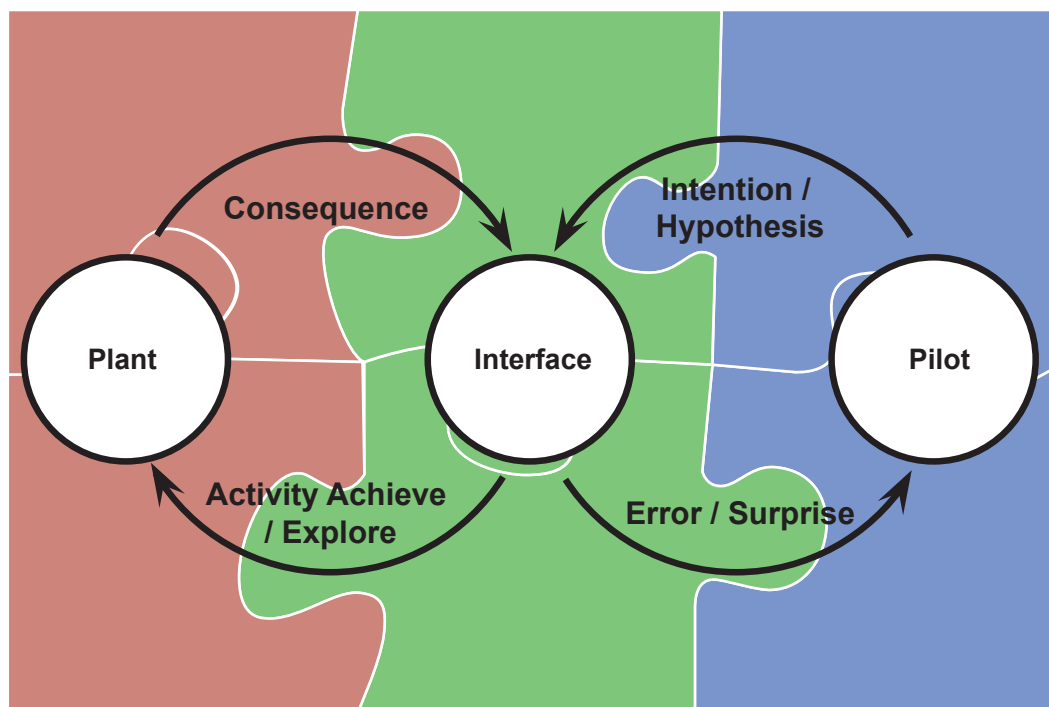 Consequence
Intention /
Hypothesis
Plant
Interface
Pilot
Activity Achieve
/ Explore
Error / Surprise